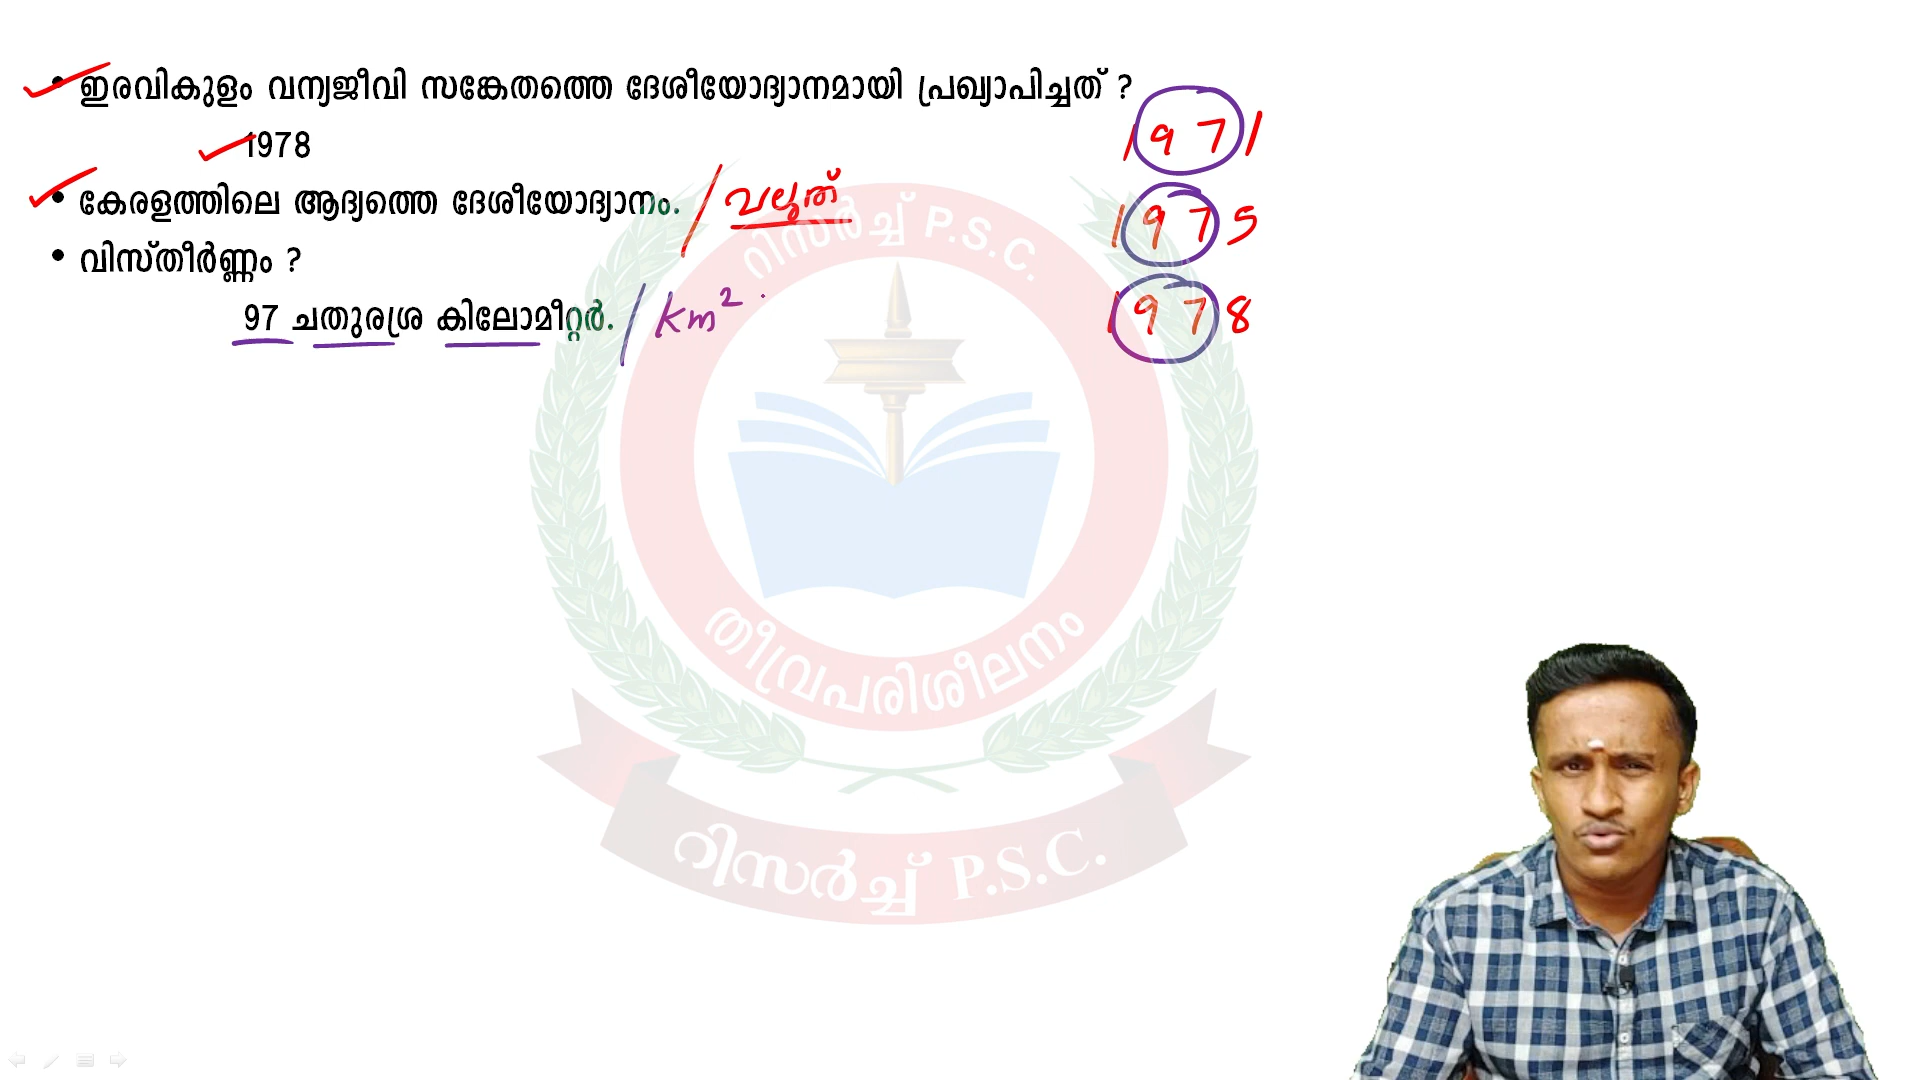 • ഇരവികുളം വന്യജീവി സങ്കേതത്തെ ദേശീയോദ്യാനമായി പ്രഖ്യാപിച്ചത് ?
1971
1978
• കേരളത്തിലെ ആദ്യത്തെ ദേശീയോദ്യാനം. / വലുത്
1975
• വിസ്തീർണ്ണം ?
97 ചതുരശ്ര കിലോമീറ്റർ. / km²
1978
റിസർച്ച് P.S.C.
തീവ്രപരിശീലനം
റിസർച്ച് P.S.C.